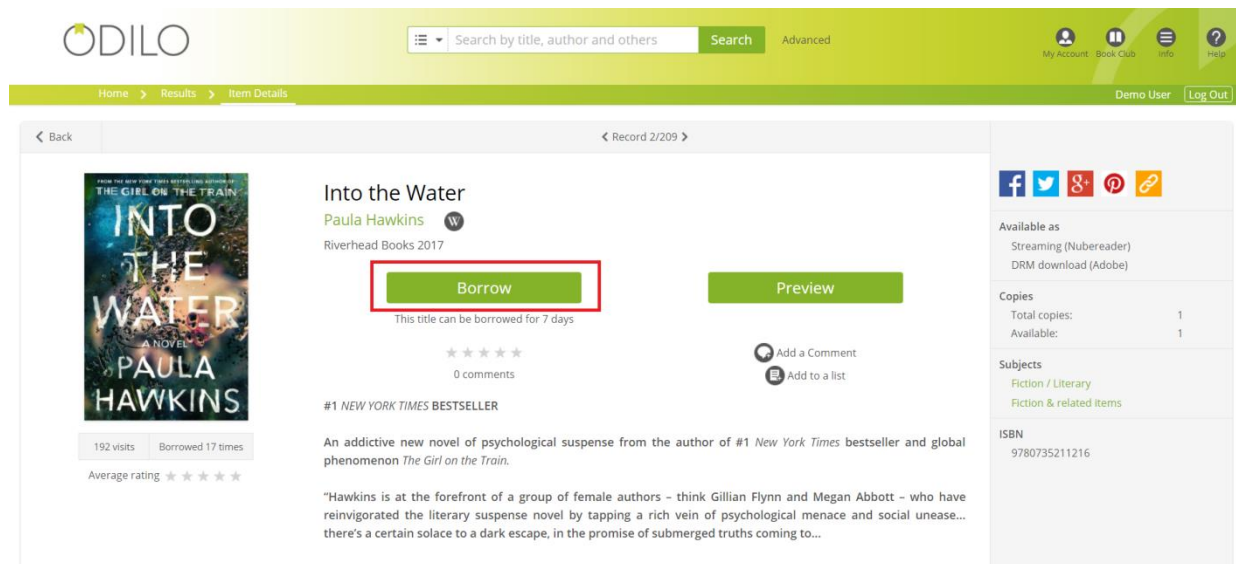 ODILO
Search by title, author and others
Search
Advanced
My Account
Book Club
Info
Help
Home > Results > Item Details
Demo User
Log Out
Back
Record 2/209
FROM THE NEW YORK TIMES BESTSELLING AUTHOR OF
THE GIRL ON THE TRAIN
INTO
THE
WATER
A NOVEL
PAULA
HAWKINS
192 visits
Borrowed 17 times
Average rating
Into the Water
Paula Hawkins W
Riverhead Books 2017
Borrow
Preview
This title can be borrowed for 7 days
0 comments
Add a Comment
Add to a list
#1 NEW YORK TIMES BESTSELLER
An addictive new novel of psychological suspense from the author of #1 New York Times bestseller and global
phenomenon The Girl on the Train.
“Hawkins is at the forefront of a group of female authors – think Gillian Flynn and Megan Abbott – who have
reinvigorated the literary suspense novel by tapping a rich vein of psychological menace and social unease...
there's a certain solace to a dark escape, in the promise of submerged truths coming to...
Available as
Streaming (Nubereader)
DRM download (Adobe)
Copies
Total copies: 1
Available: 1
Subjects
Fiction / Literary
Fiction & related items
ISBN
9780735211216